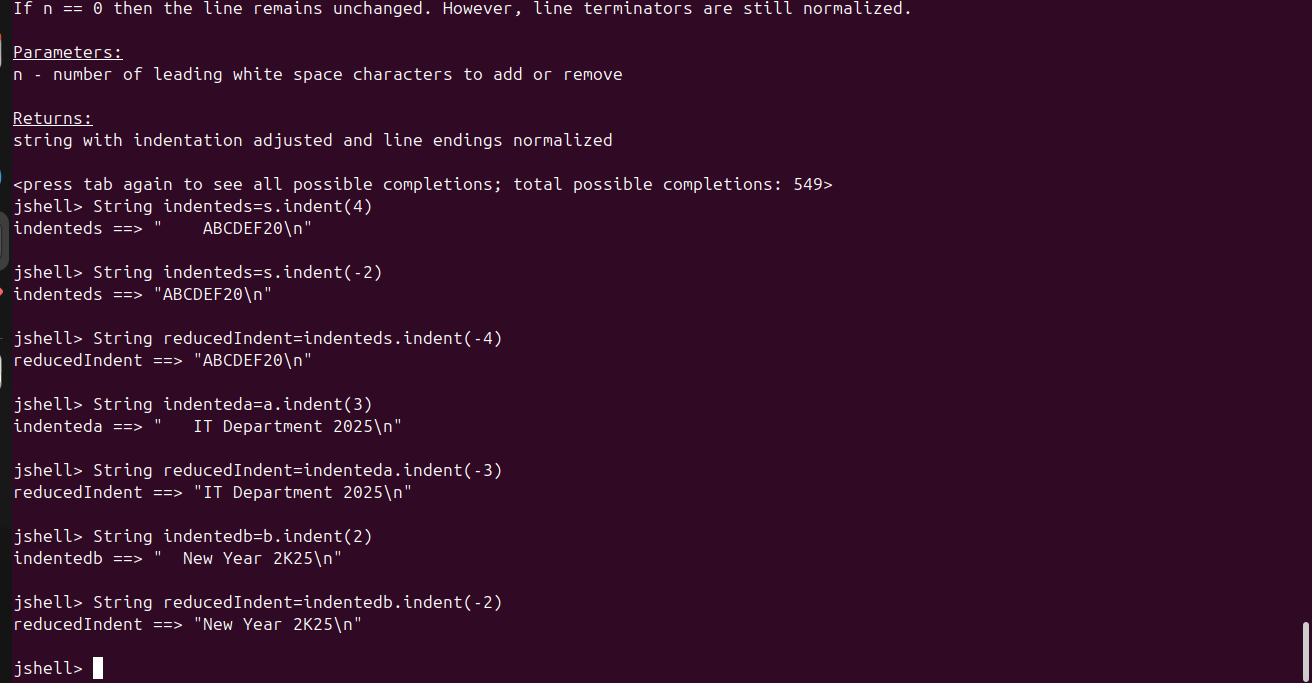 If n == 0 then the line remains unchanged. However, line terminators are still normalized.
Parameters:
n - number of leading white space characters to add or remove
Returns:
string with indentation adjusted and line endings normalized
<press tab again to see all possible completions; total possible completions: 549>
jshell> String indenteds=s.indent(4)
indenteds ==> "    ABCDEF20\n"
jshell> String indenteds=s.indent(-2)
indenteds ==> "ABCDEF20\n"
jshell> String reducedIndent=indenteds.indent(-4)
reducedIndent ==> "ABCDEF20\n"
jshell> String indenteda=a.indent(3)
indenteda ==> "   IT Department 2025\n"
jshell> String reducedIndent=indenteda.indent(-3)
reducedIndent ==> "IT Department 2025\n"
jshell> String indentedb=b.indent(2)
indentedb ==> "  New Year 2K25\n"
jshell> String reducedIndent=indentedb.indent(-2)
reducedIndent ==> "New Year 2K25\n"
jshell>